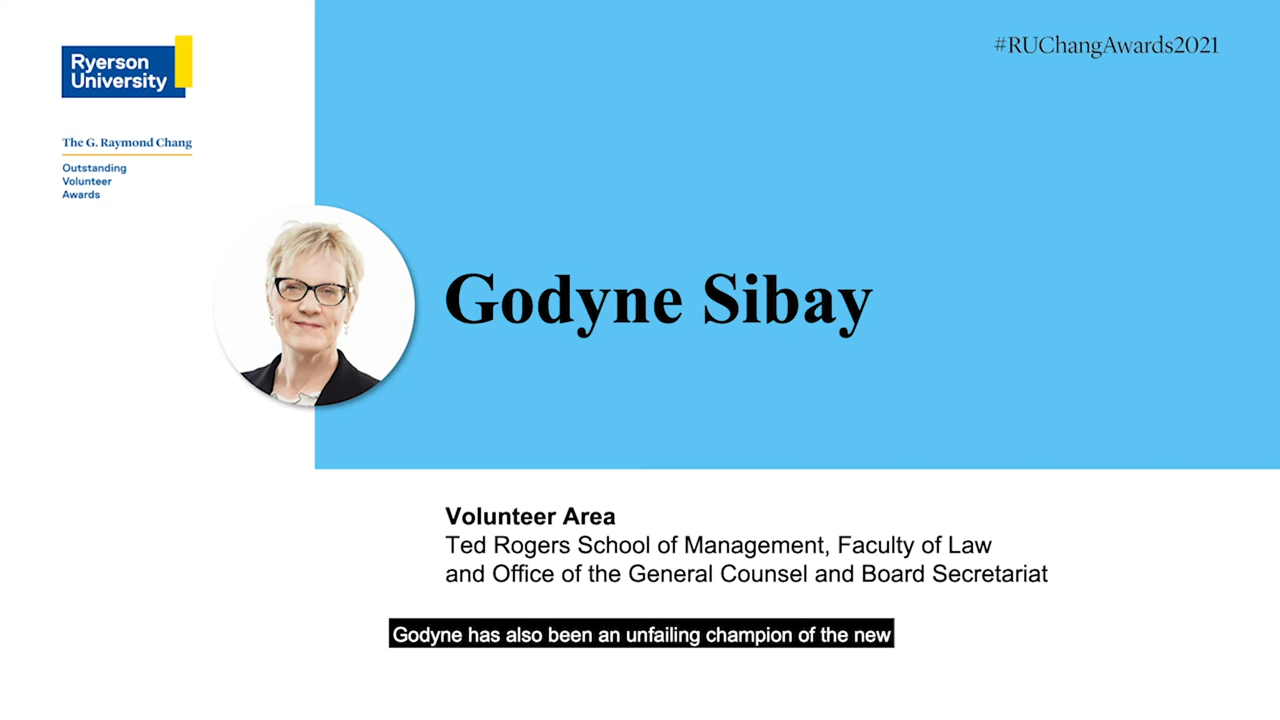 Ryerson
University
#RUChangAwards2021
The G. Raymond Chang
Outstanding
Volunteer
Awards
Godyne Sibay
Volunteer Area
Ted Rogers School of Management, Faculty of Law
and Office of the General Counsel and Board Secretariat
Godyne has also been an unfailing champion of the new